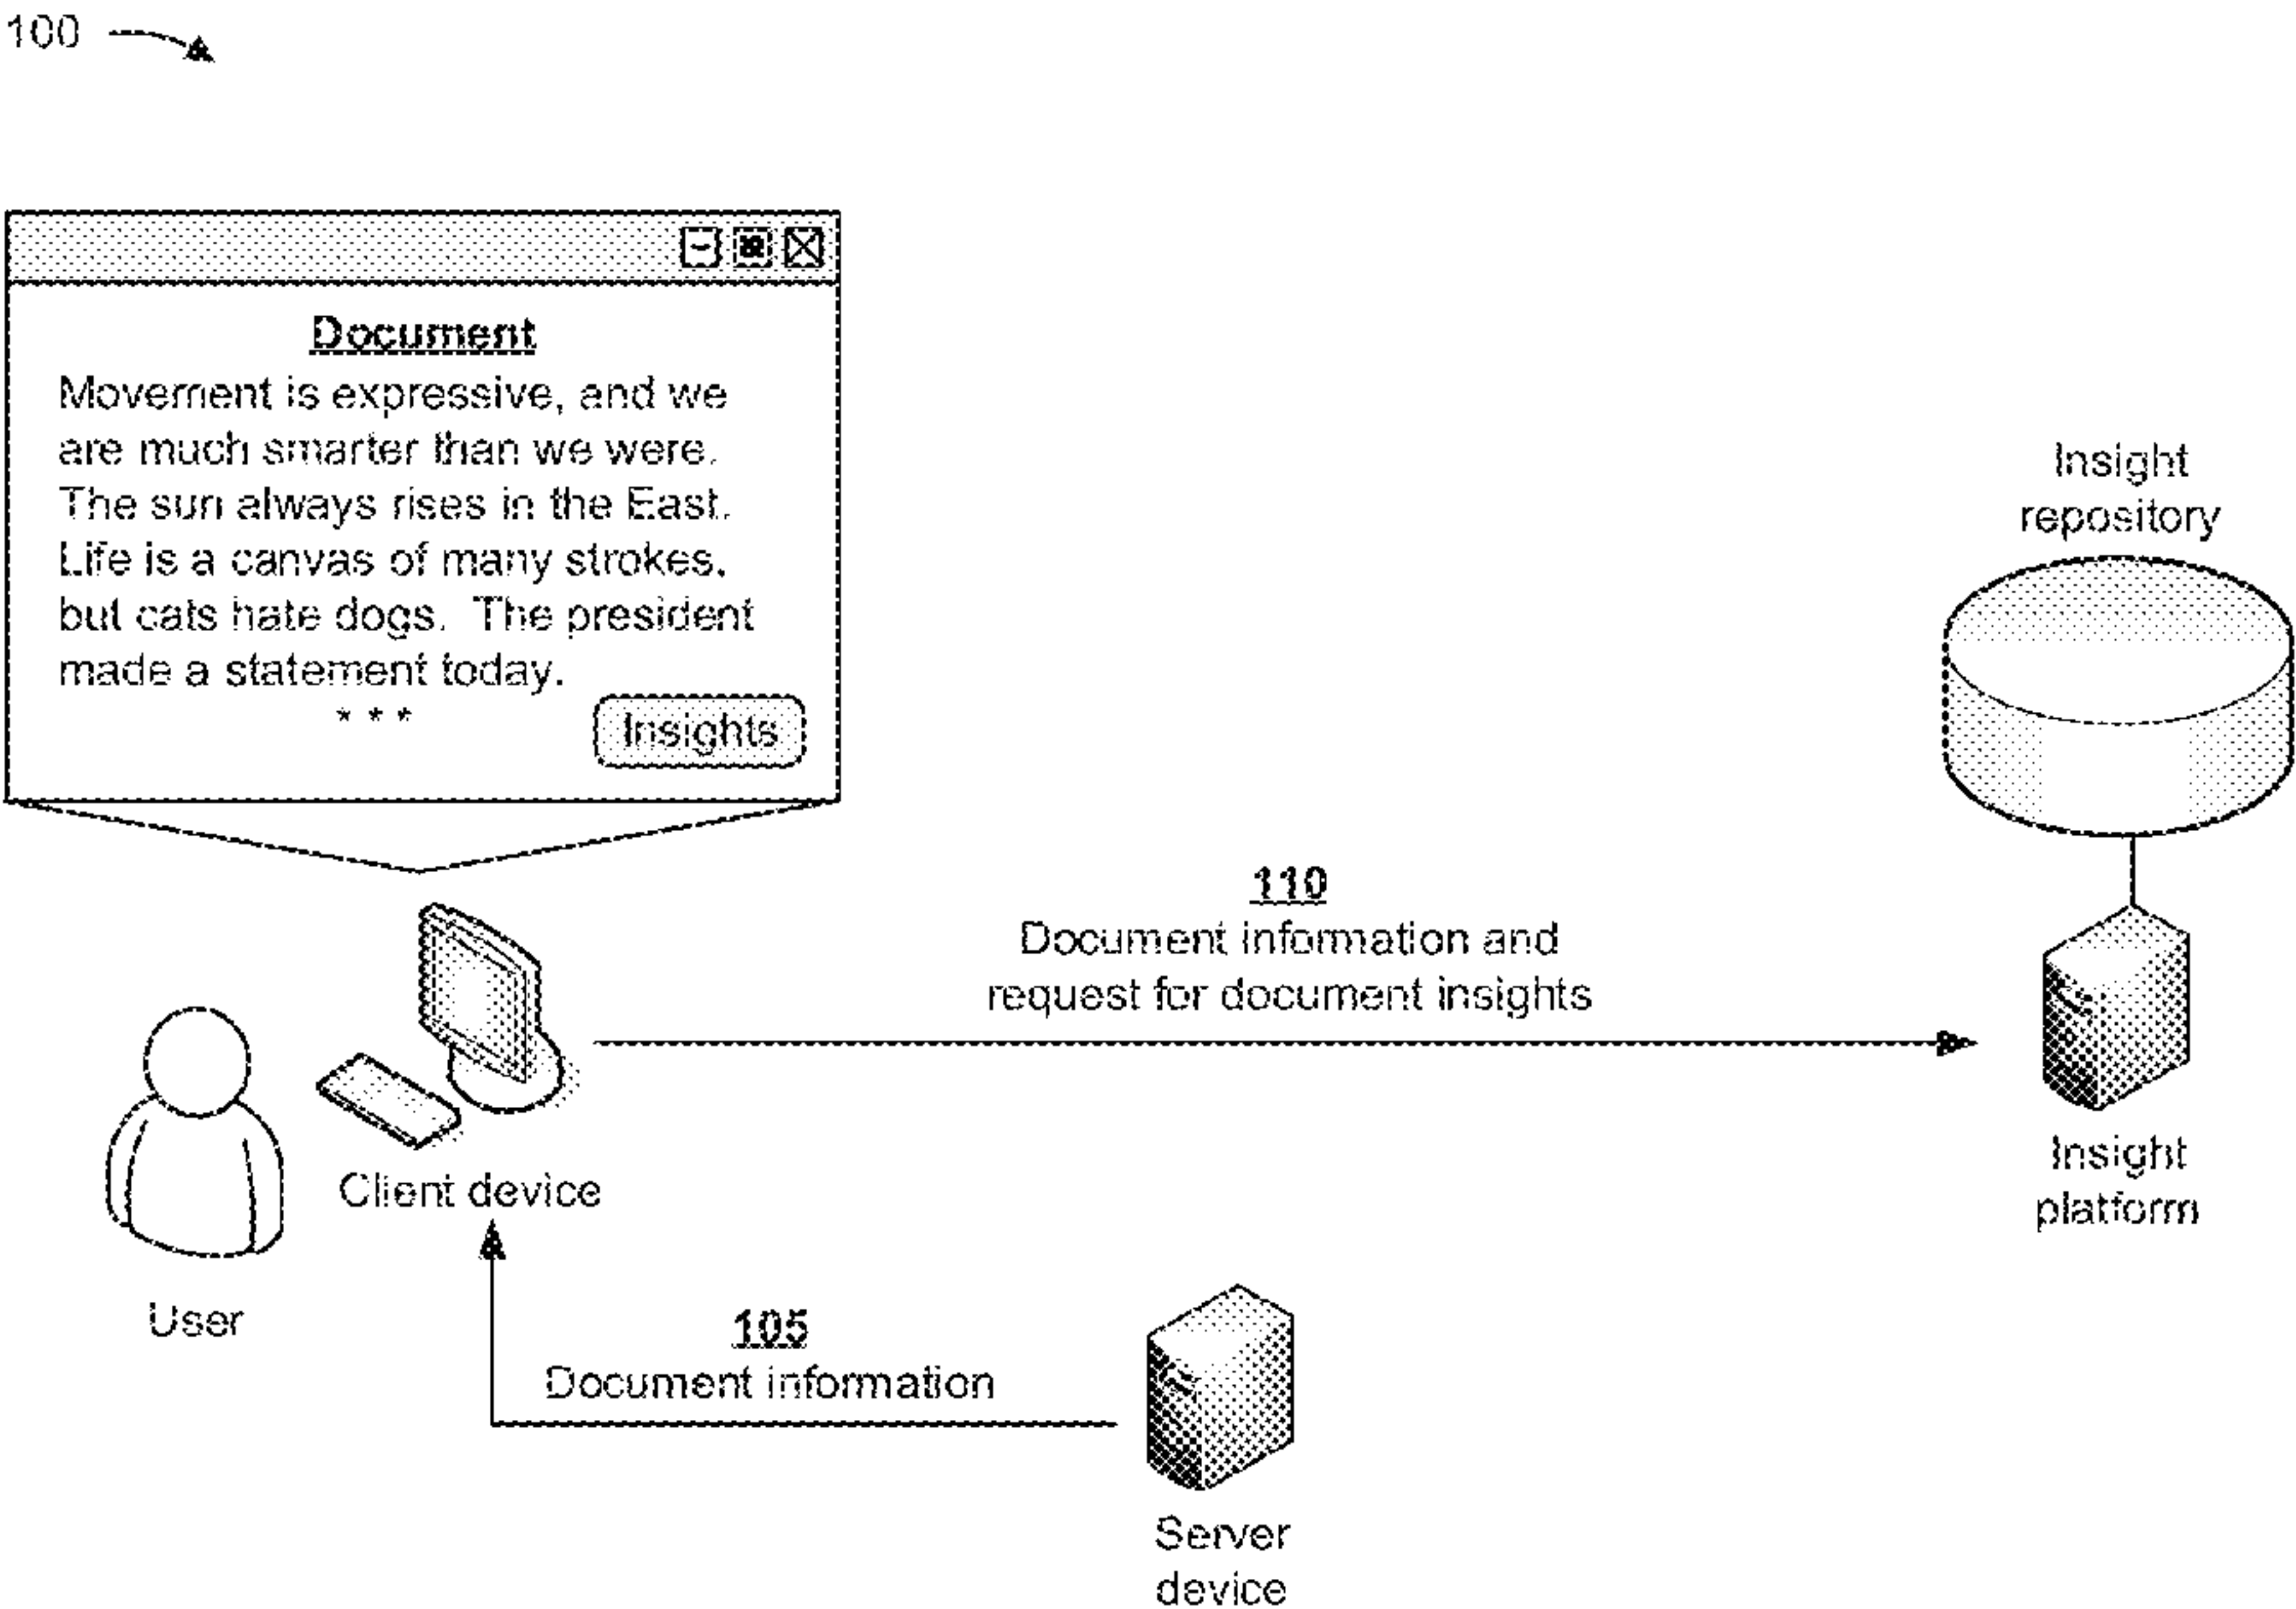 100
Document
Movement is expressive, and we
are much smarter than we were.
The sun always rises in the East.
Life is a canvas of many strokes,
but cats hate dogs. The president
made a statement today.
* * *
Insights
Insight
repository
110
Document information and
request for document insights
Insight
platform
Client device
User
105
Document information
Server
device